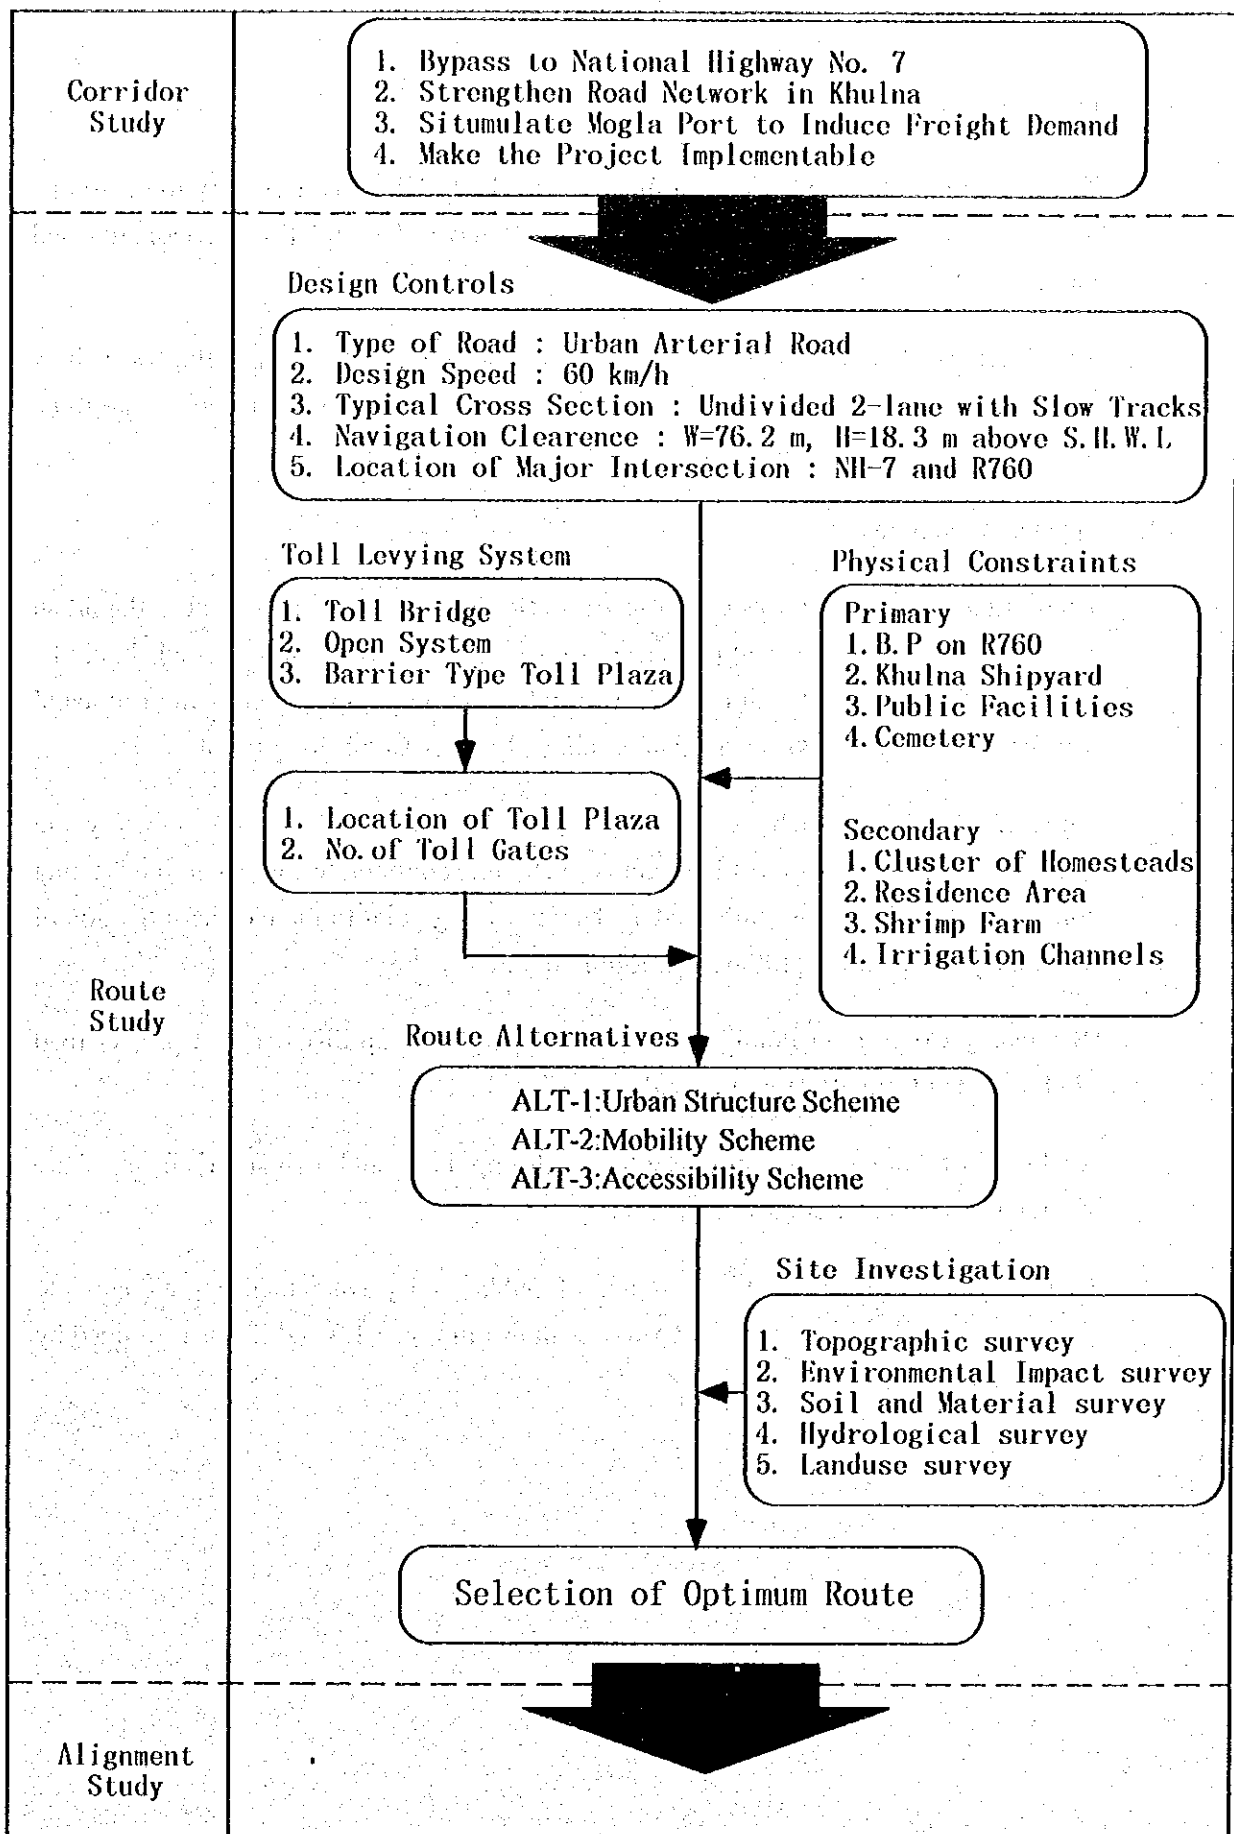 Corridor
Study
1. Bypass to National Highway No. 7
2. Strengthen Road Network in Khulna
3. Situmulate Mogla Port to Induce Freight Demand
4. Make the Project Implementable
Route
Study
Design Controls
1. Type of Road : Urban Arterial Road
2. Design Speed : 60 km/h
3. Typical Cross Section : Undivided 2-lane with Slow Tracks
4. Navigation Clearence : W=76.2 m, H=18.3 m above S.H.W.L
5. Location of Major Intersection : NH-7 and R760
Toll Levying System
1. Toll Bridge
2. Open System
3. Barrier Type Toll Plaza
1. Location of Toll Plaza
2. No. of Toll Gates
Physical Constraints
Primary
1. B.P on R760
2. Khulna Shipyard
3. Public Facilities
4. Cemetery
Secondary
1. Cluster of Homesteads
2. Residence Area
3. Shrimp Farm
4. Irrigation Channels
Route Alternatives
ALT-1:Urban Structure Scheme
ALT-2:Mobility Scheme
ALT-3:Accessibility Scheme
Site Investigation
1. Topographic survey
2. Environmental Impact survey
3. Soil and Material survey
4. Hydrological survey
5. Landuse survey
Selection of Optimum Route
Alignment
Study